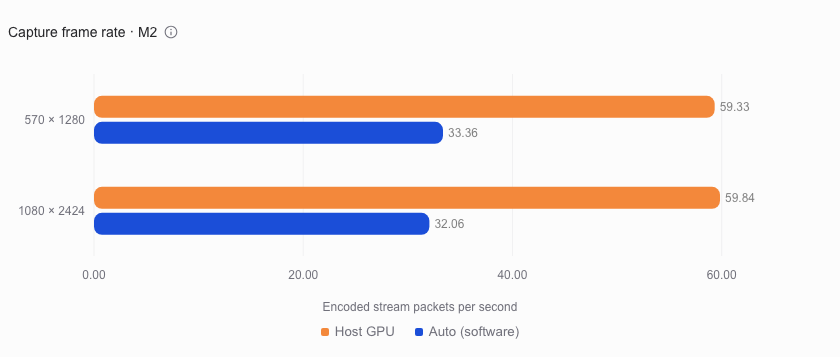 Capture frame rate · M2
570 × 1280
59.33
33.36
1080 × 2424
59.84
32.06
0.00 20.00 40.00 60.00
Encoded stream packets per second
Host GPU Auto (software)